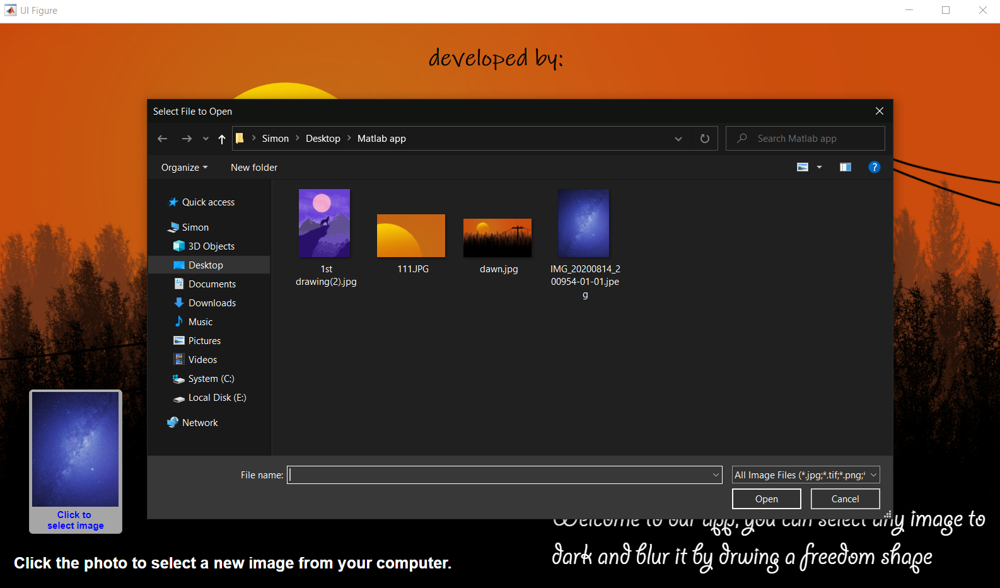 UI Figure
developed by:
Select File to Open
Simon > Desktop > Matlab app
Search Matlab app
Organize
New folder
?
Quick access
Simon
3D Objects
Desktop
Documents
Downloads
Music
Pictures
Videos
System (C:)
Local Disk (E:)
Network
1st
drawing(2).jpg
111.JPG
dawn.jpg
IMG_20200814_2
00954-01-01.jpe
g
File name:
All Image Files (*.jpg;*.tif;*.png;*
Open
Cancel
Click to
select image
Click the photo to select a new image from your computer.
Welcome to our app, you can select any image to
dark and blur it by drwing a freedom shape